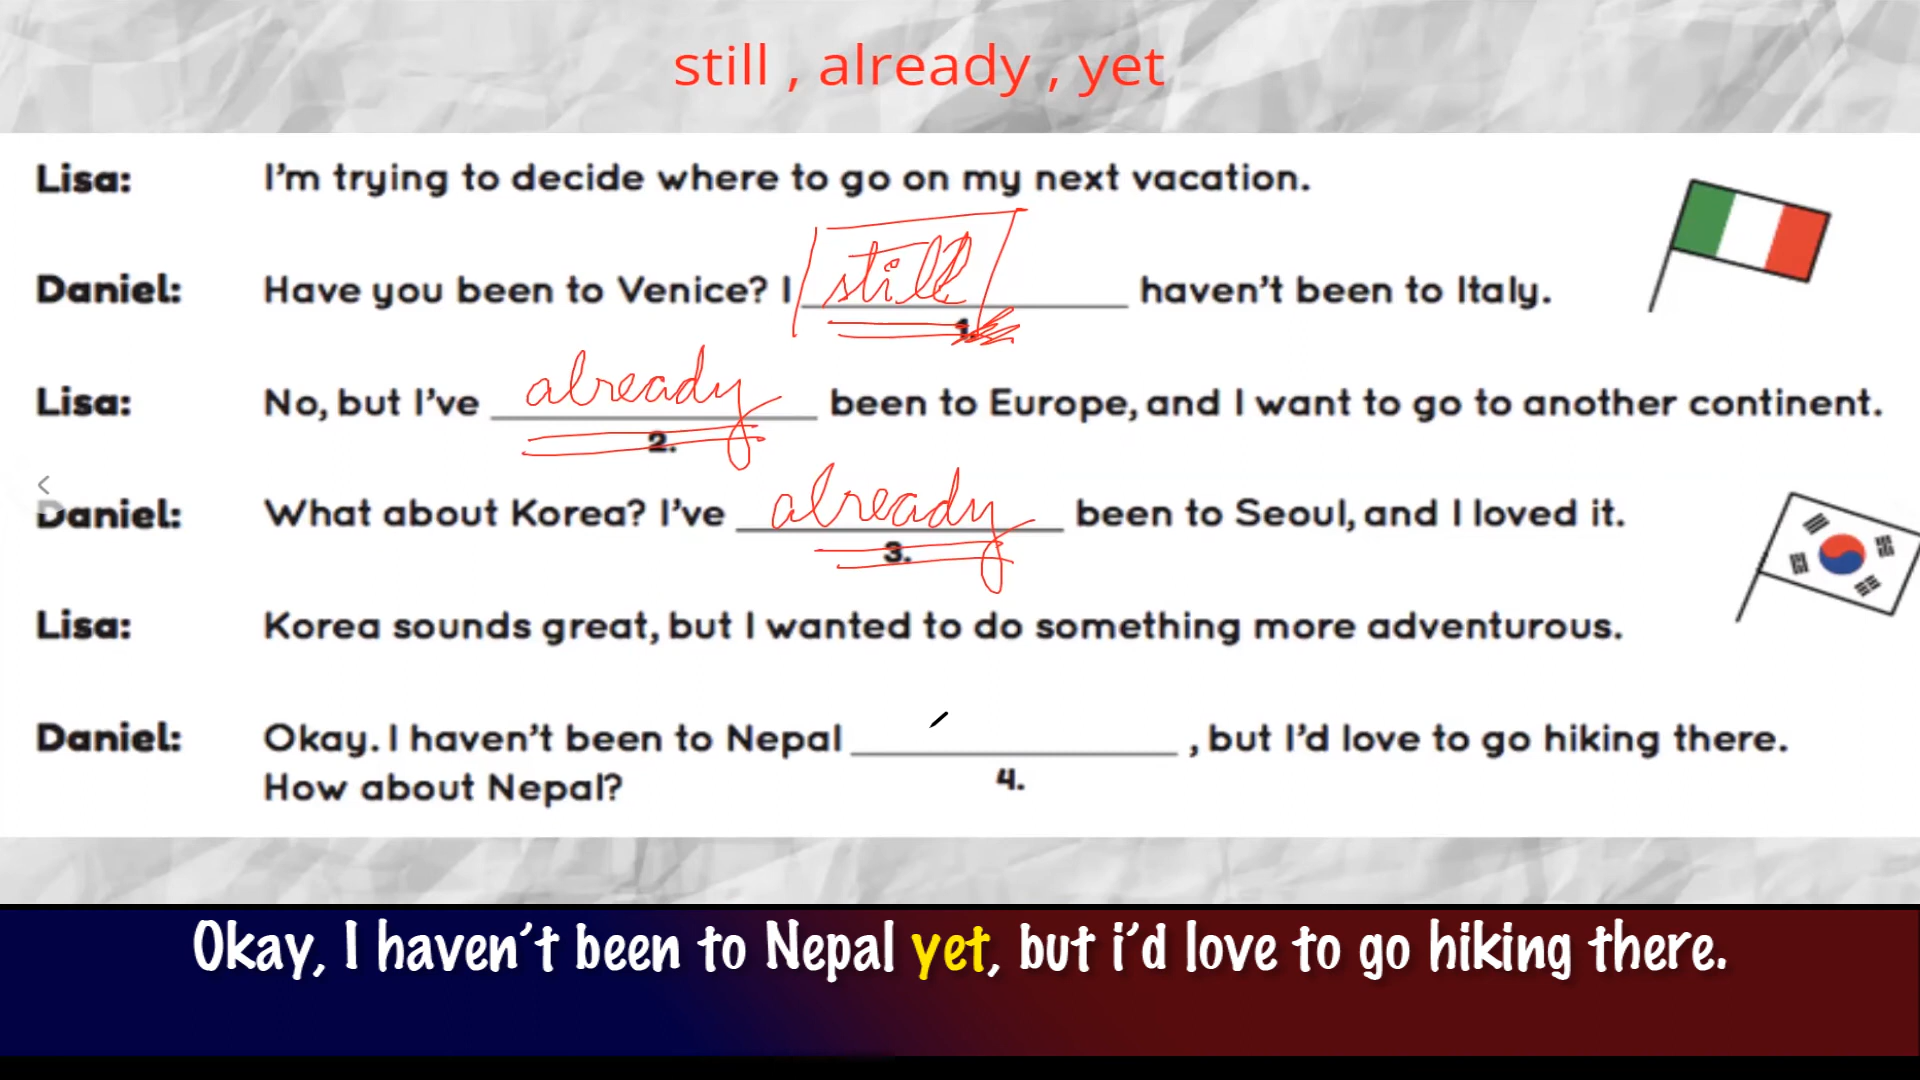 still , already , yet
Lisa: I'm trying to decide where to go on my next vacation.
Daniel: Have you been to Venice? I still haven't been to Italy.
1.
Lisa: No, but I've already been to Europe, and I want to go to another continent.
2.
Daniel: What about Korea? I've already been to Seoul, and I loved it.
3.
Lisa: Korea sounds great, but I wanted to do something more adventurous.
Daniel: Okay. I haven't been to Nepal ____________ , but I'd love to go hiking there.
4.
How about Nepal?
Okay, I haven't been to Nepal yet, but i'd love to go hiking there.